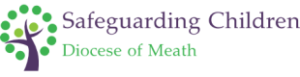 Safeguarding Children
Diocese of Meath